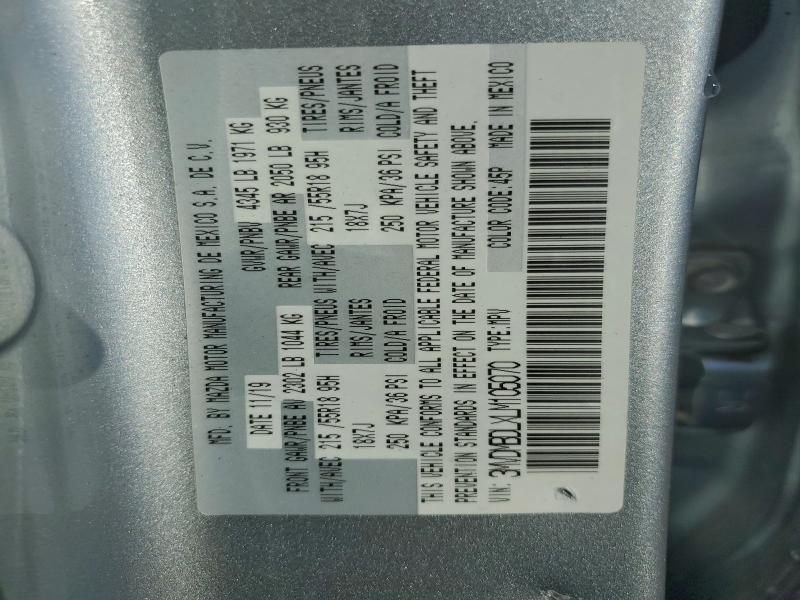 MFD. BY MAZDA MOTOR MANUFACTURING DE MEXICO S.A. DE C.V.
DATE 11/19 GVWR/PNBV 4345 LB 1971 KG
FRONT GAWR/PNBE AV 2302 LB 1044 KG REAR GAWR/PNBE AR 2050 LB 930 KG
WITH/AVEC 215 /55R18 95H TIRES/PNEUS WITH/AVEC 215 /55R18 95H TIRES/PNEUS
18X7J RIMS/JANTES 18X7J RIMS/JANTES
250 KPA/36 PSI COLD/A FROID 250 KPA/36 PSI COLD/A FROID
THIS VEHICLE CONFORMS TO ALL APPLICABLE FEDERAL MOTOR VEHICLE SAFETY AND THEFT
PREVENTION STANDARDS IN EFFECT ON THE DATE OF MANUFACTURE SHOWN ABOVE.
VIN: 3MVDMBDLXLM105070 TYPE:MPV COLOR CODE:45P MADE IN MEXICO